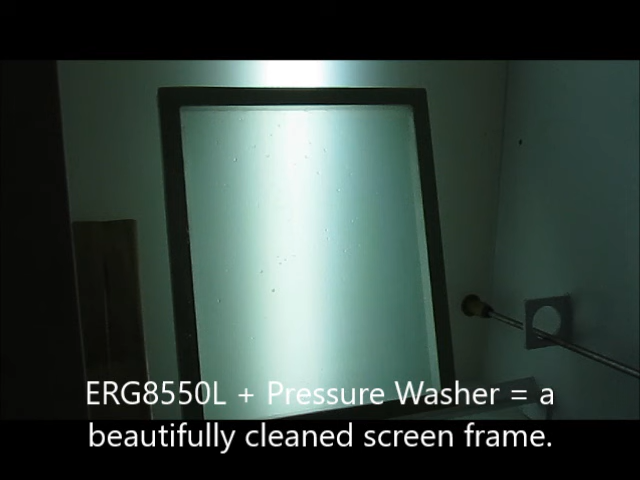 ERG8550L + Pressure Washer = a
beautifully cleaned screen frame.